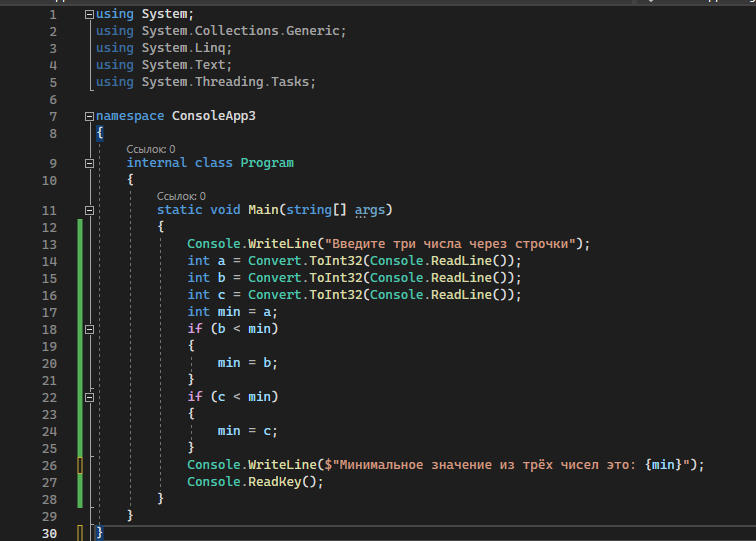 1 using System;
2 using System.Collections.Generic;
3 using System.Linq;
4 using System.Text;
5 using System.Threading.Tasks;
6
7 namespace ConsoleApp3
8 {
Ссылок: 0
9 internal class Program
10 {
Ссылок: 0
11 static void Main(string[] args)
12 {
13 Console.WriteLine("Введите три числа через строчки");
14 int a = Convert.ToInt32(Console.ReadLine());
15 int b = Convert.ToInt32(Console.ReadLine());
16 int c = Convert.ToInt32(Console.ReadLine());
17 int min = a;
18 if (b < min)
19 {
20 min = b;
21 }
22 if (c < min)
23 {
24 min = c;
25 }
26 Console.WriteLine($"Минимальное значение из трёх чисел это: {min}");
27 Console.ReadKey();
28 }
29 }
30 }